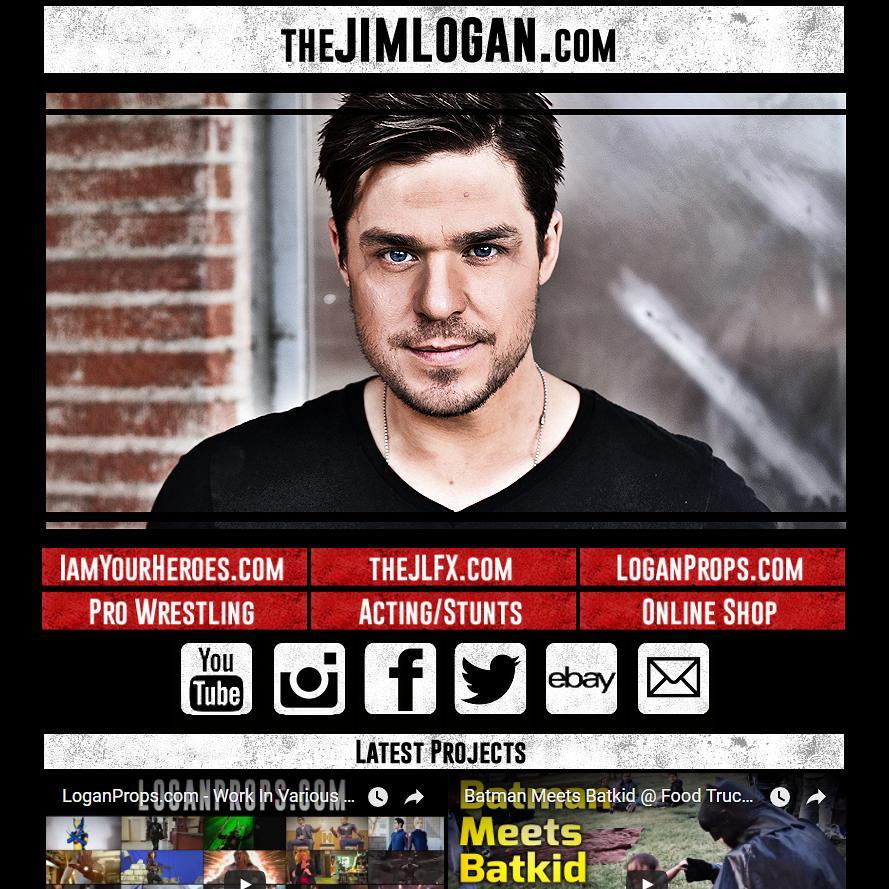 THEJIMLOGAN.COM
IAMYOURHEROES.COM
THEJLFX.COM
LOGANPROPS.COM
PRO WRESTLING
ACTING/STUNTS
ONLINE SHOP
You
Tube
f
ebay
LATEST PROJECTS
LOGANPROPS.COM
LoganProps.com - Work In Various ...
Batman Meets Batkid @ Food Truc...
Batman
Meets
Batkid